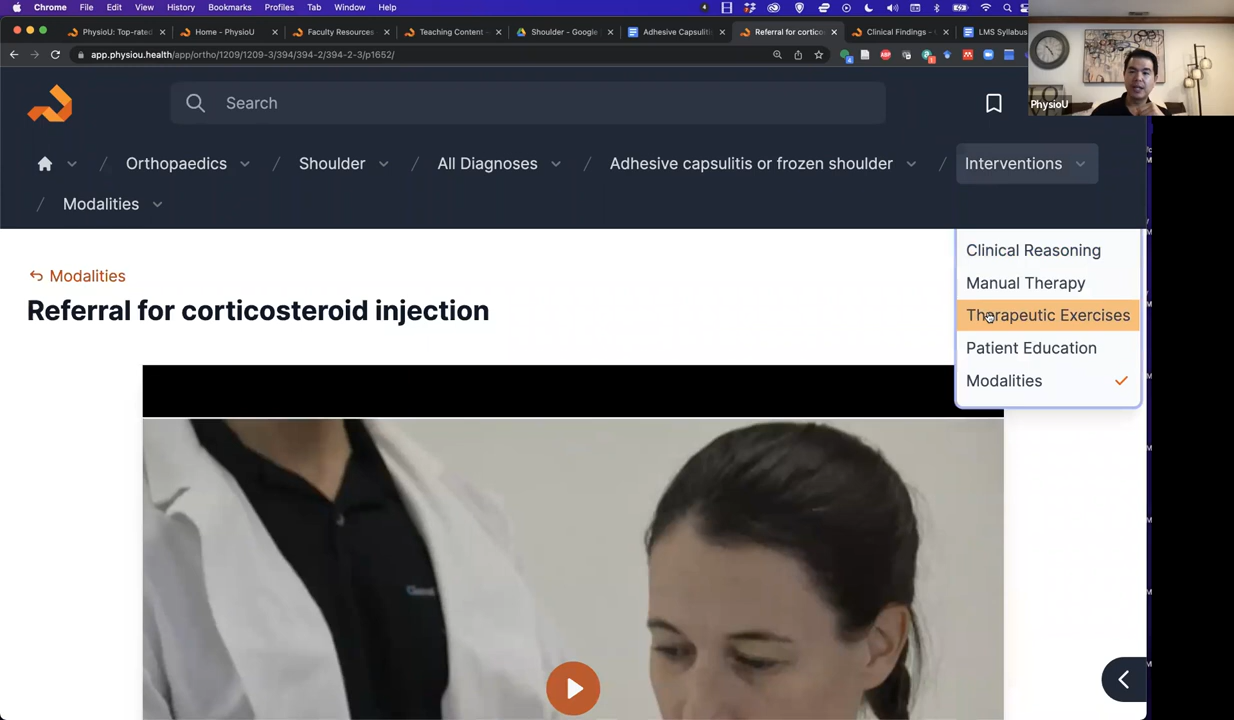 Chrome File Edit View History Bookmarks Profiles Tab Window Help
PhysioU: Top-rated Home - PhysioU Faculty Resources Teaching Content Shoulder - Google Adhesive Capsuliti Referral for cortico Clinical Findings - LMS Syllabus
app.physiou.health/app/ortho/1209/1209-3/394/394-2/394-2-3/p1652/
PhysioU
Search
/ Orthopaedics / Shoulder / All Diagnoses / Adhesive capsulitis or frozen shoulder / Interventions
/ Modalities
Clinical Reasoning
Manual Therapy
Therapeutic Exercises
Patient Education
Modalities
Modalities
Referral for corticosteroid injection